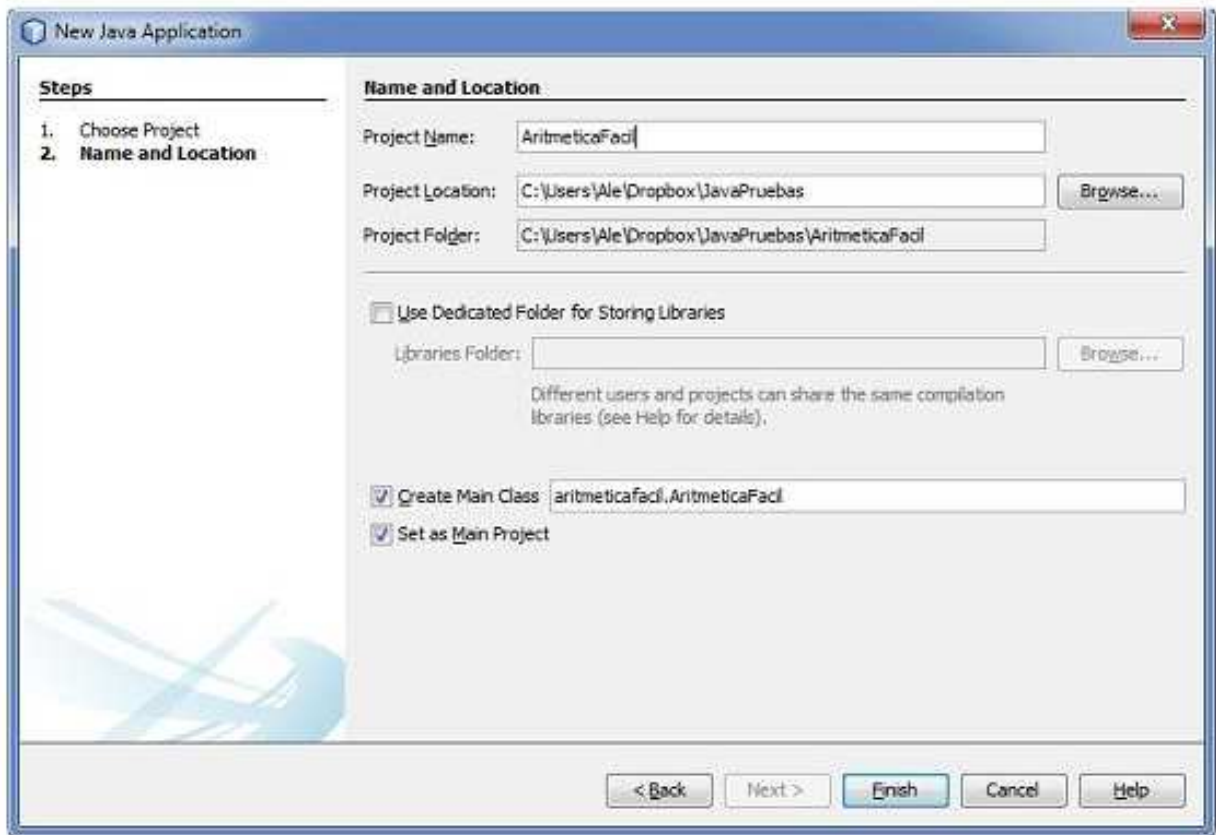 New Java Application
Steps
1. Choose Project
2. Name and Location
Name and Location
Project Name: AritmeticaFacil
Project Location: C:\Users\Ale\Dropbox\JavaPruebas Browse...
Project Folder: C:\Users\Ale\Dropbox\JavaPruebas\AritmeticaFacil
Use Dedicated Folder for Storing Libraries
Libraries Folder: Browse...
Different users and projects can share the same compilation
libraries (see Help for details).
Create Main Class aritmeticafacil.AritmeticaFacil
Set as Main Project
< Back Next > Finish Cancel Help